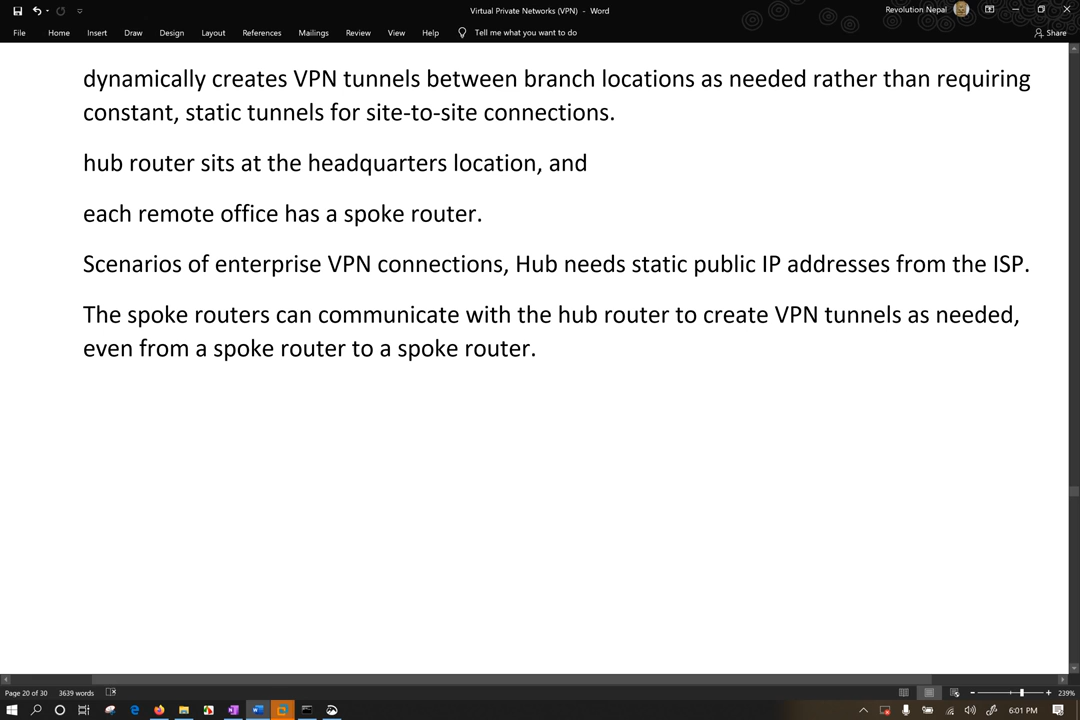 Virtual Private Networks (VPN) - Word
Revolution Nepal
File Home Insert Draw Design Layout References Mailings Review View Help Tell me what you want to do Share
dynamically creates VPN tunnels between branch locations as needed rather than requiring
constant, static tunnels for site-to-site connections.
hub router sits at the headquarters location, and
each remote office has a spoke router.
Scenarios of enterprise VPN connections, Hub needs static public IP addresses from the ISP.
The spoke routers can communicate with the hub router to create VPN tunnels as needed,
even from a spoke router to a spoke router.
Page 20 of 30 3639 words 239%
6:01 PM